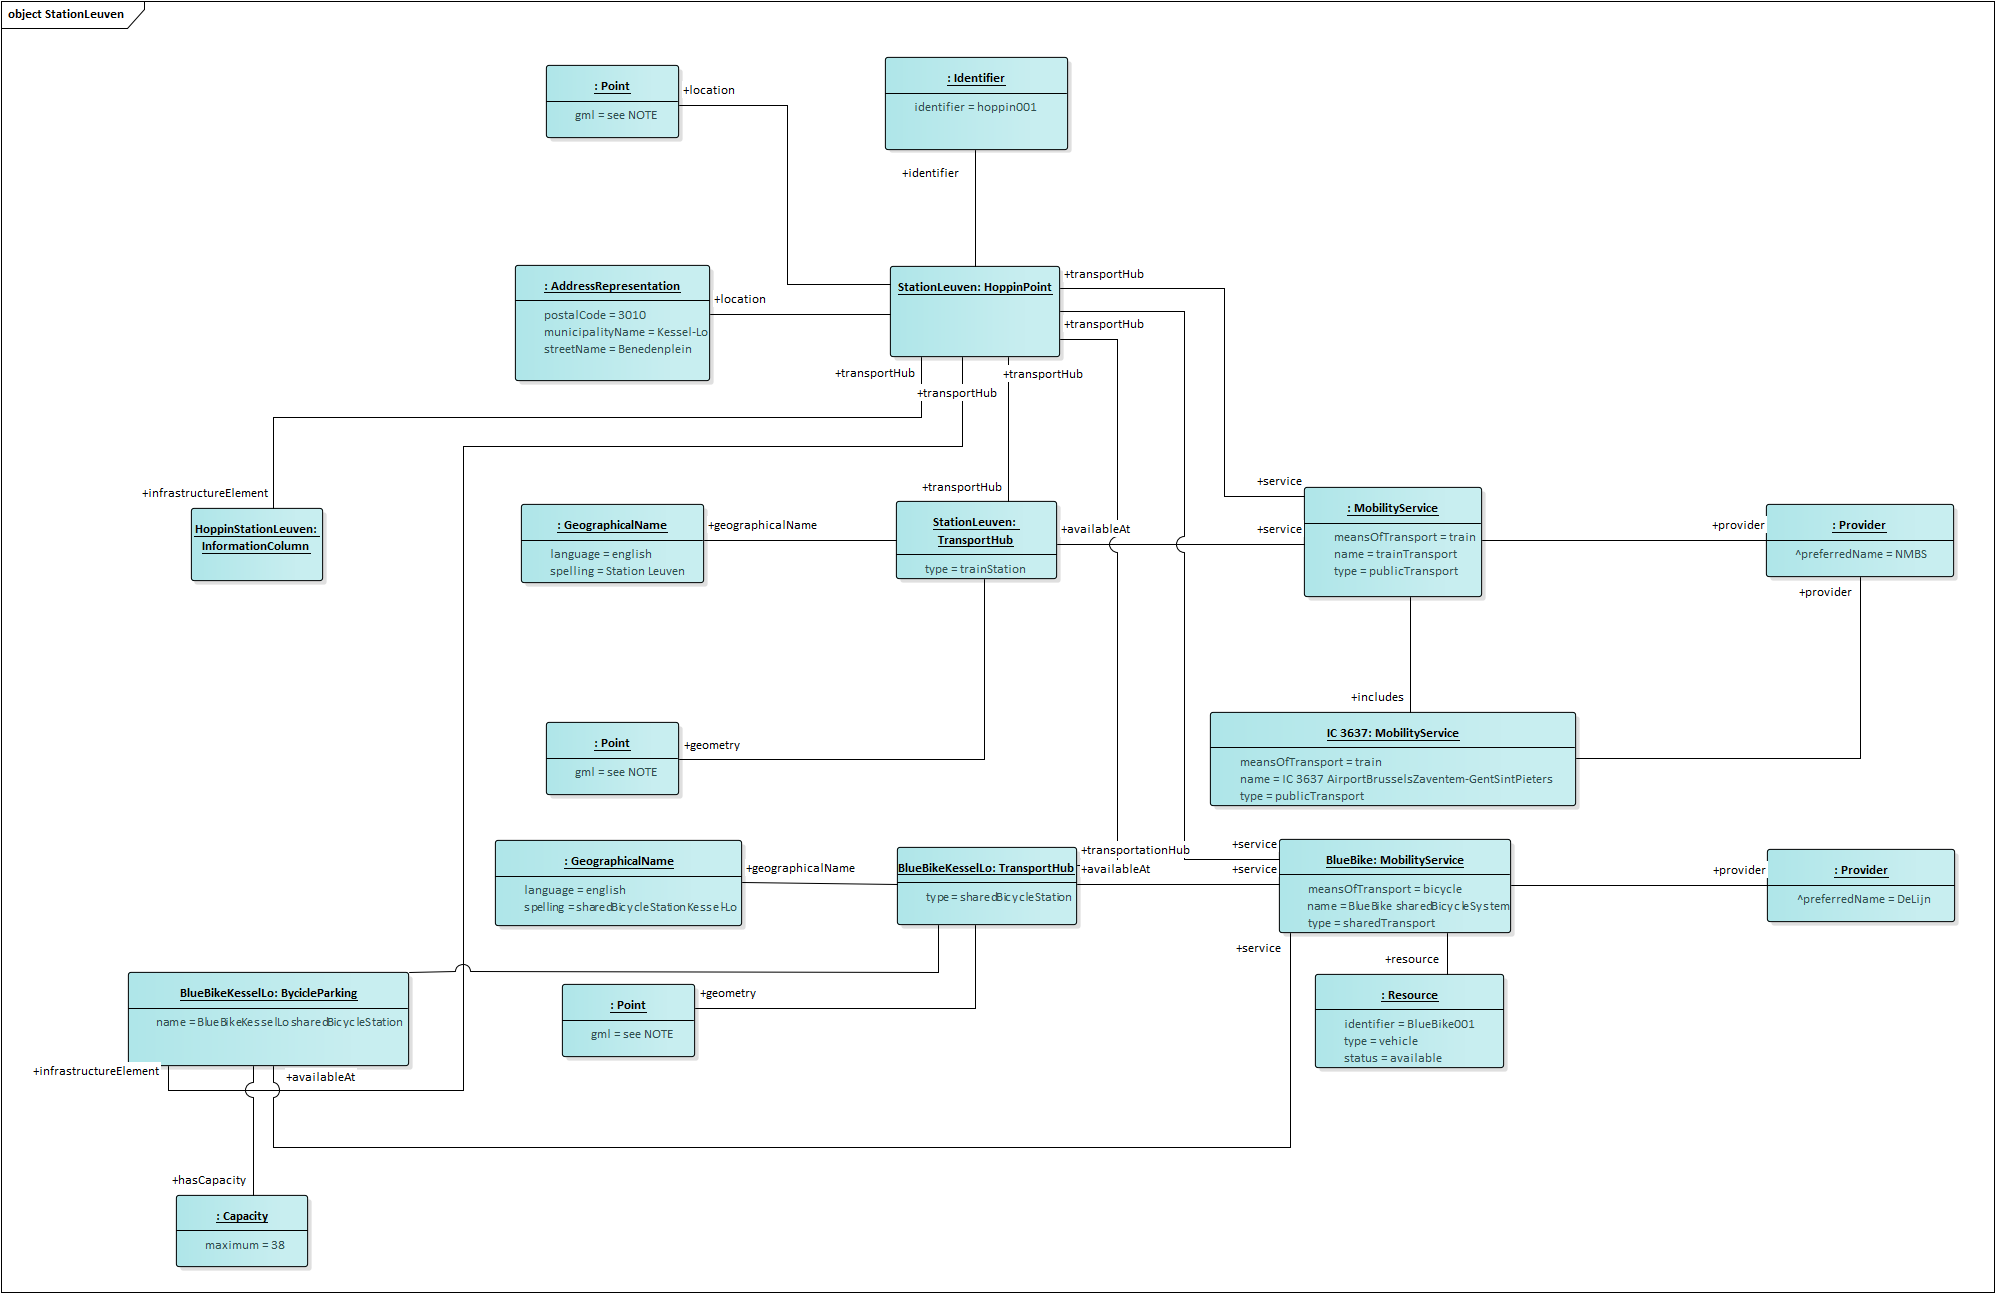 object StationLeuven
: Point
gml = see NOTE
+location
: Identifier
identifier = hoppin001
+identifier
: AddressRepresentation
postalCode = 3010
municipalityName = Kessel-Lo
streetName = Benedenplein
+location
StationLeuven: HoppinPoint
+transportHub
+transportHub
+transportHub
+transportHub
+transportHub
+infrastructureElement
HoppinStationLeuven:
InformationColumn
: GeographicalName
language = english
spelling = Station Leuven
+geographicalName
+transportHub
StationLeuven:
TransportHub
type = trainStation
+availableAt
+service
+service
: MobilityService
meansOfTransport = train
name = trainTransport
type = publicTransport
+provider
: Provider
^preferredName = NMBS
+provider
+includes
: Point
gml = see NOTE
+geometry
IC 3637: MobilityService
meansOfTransport = train
name = IC 3637 AirportBrusselsZaventem-GentSintPieters
type = publicTransport
: GeographicalName
language = english
spelling = sharedBicycleStationKessel-Lo
+geographicalName
BlueBikeKesselLo: TransportHub
type = sharedBicycleStation
+transportationHub
+availableAt
+service
+service
BlueBike: MobilityService
meansOfTransport = bicycle
name = BlueBike sharedBicycleSystem
type = sharedTransport
+provider
: Provider
^preferredName = DeLijn
+service
+resource
: Resource
identifier = BlueBike001
type = vehicle
status = available
BlueBikeKesselLo: BycicleParking
name = BlueBikeKesselLo sharedBicycleStation
: Point
gml = see NOTE
+geometry
+infrastructureElement
+availableAt
+hasCapacity
: Capacity
maximum = 38